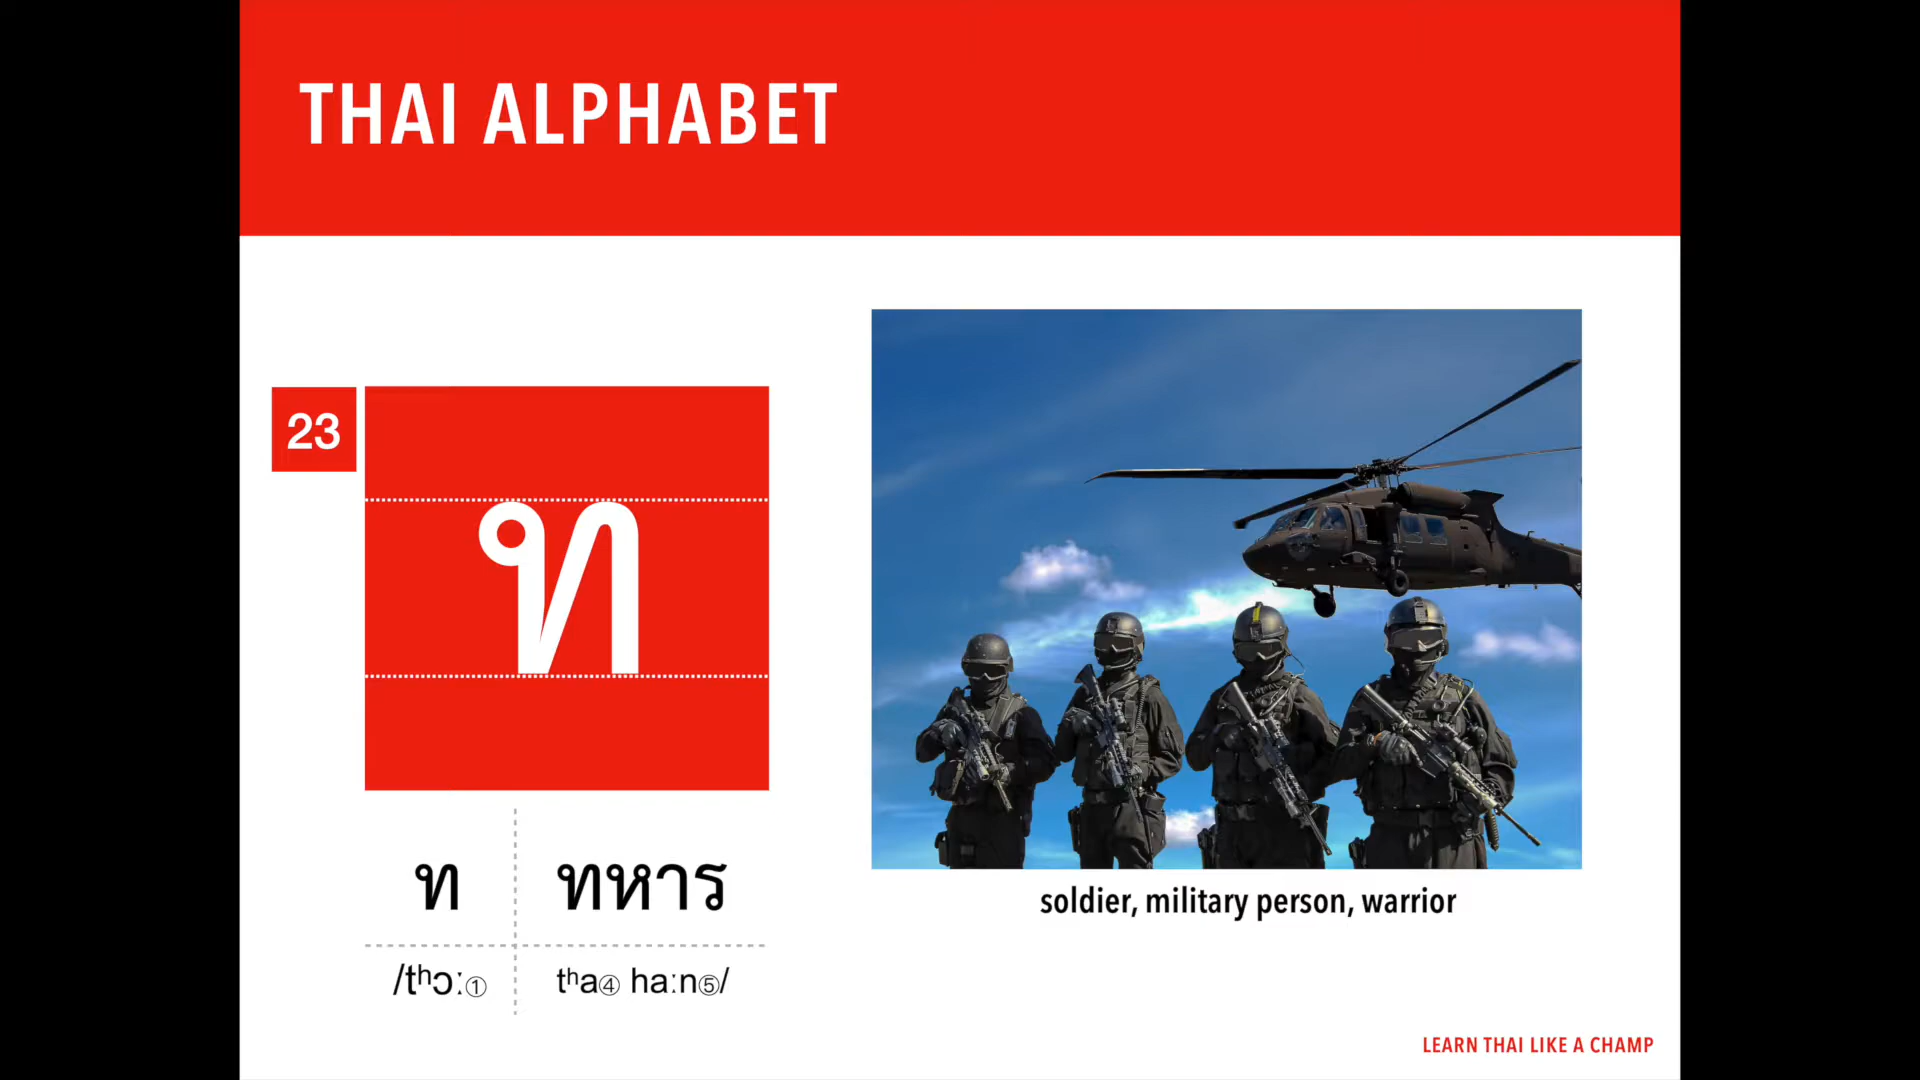 THAI ALPHABET
23
ท
ท ทหาร
/tʰɔː① tʰa④ haːn⑤/
soldier, military person, warrior
LEARN THAI LIKE A CHAMP